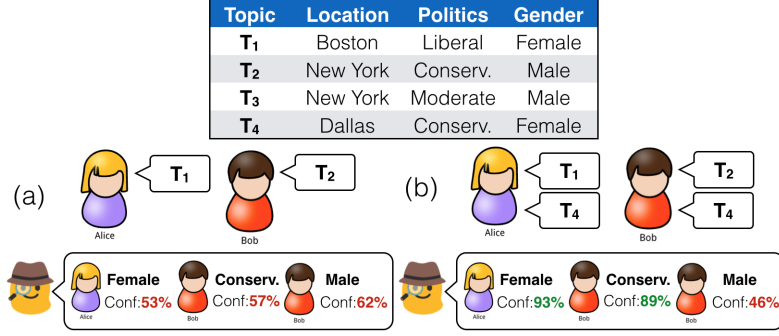 Topic Location Politics Gender
T1 Boston Liberal Female
T2 New York Conserv. Male
T3 New York Moderate Male
T4 Dallas Conserv. Female
(a) T1 T2
Alice Bob
(b) T1 T2
T4 T4
Alice Bob
Female Conserv. Male
Conf:53% Conf:57% Conf:62%
Alice Bob Bob
Female Conserv. Male
Conf:93% Conf:89% Conf:46%
Alice Bob Bob